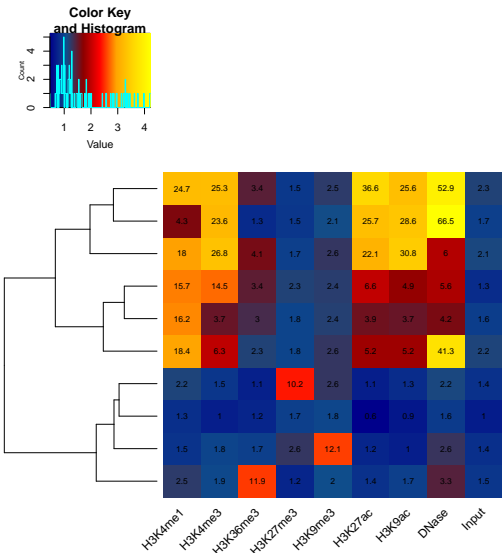 Color Key
and Histogram
Count
0 2 4
1 2 3 4
Value
24.7 25.3 3.4 1.5 2.5 36.6 25.6 52.9 2.3
4.3 23.6 1.3 1.5 2.1 25.7 28.6 66.5 1.7
18 26.8 4.1 1.7 2.6 22.1 30.8 6 2.1
15.7 14.5 3.4 2.3 2.4 6.6 4.9 5.6 1.3
16.2 3.7 3 1.8 2.4 3.9 3.7 4.2 1.6
18.4 6.3 2.3 1.8 2.6 5.2 5.2 41.3 2.2
2.2 1.5 1.1 10.2 2.6 1.1 1.3 2.2 1.4
1.3 1 1.2 1.7 1.8 0.9 1.6 1
1.5 1.8 1.7 2.6 12.1 1.2 1 2.6 1.4
2.5 1.9 11.9 1.2 2 1.4 1.7 3.3 1.5
H3K4me1 H3K4me3 H3K36me3 H3K27me3 H3K9me3 H3K27ac H3K9ac DNase Input